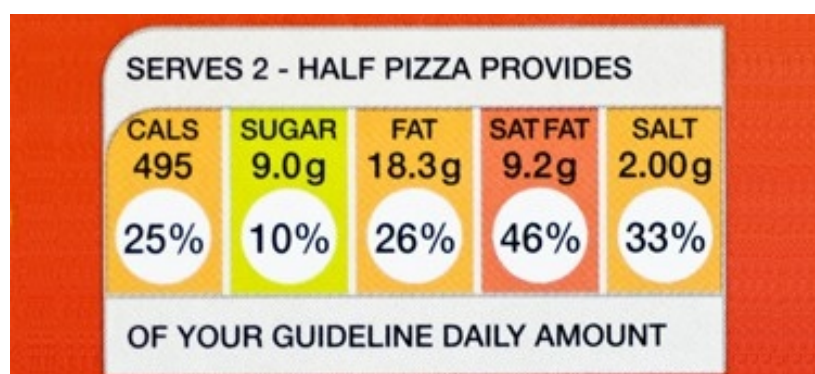 SERVES 2 - HALF PIZZA PROVIDES
CALS SUGAR FAT SAT FAT SALT
495 9.0g 18.3g 9.2g 2.00g
25% 10% 26% 46% 33%
OF YOUR GUIDELINE DAILY AMOUNT